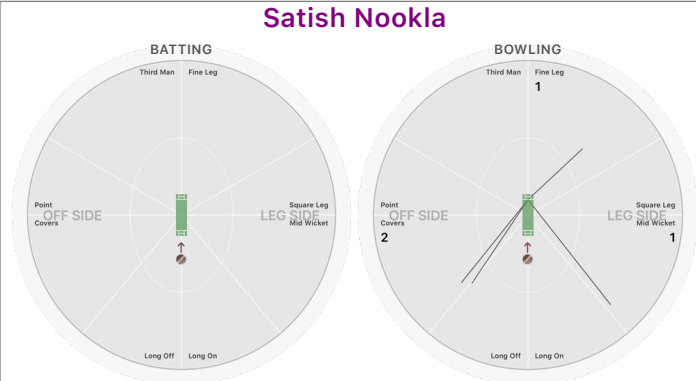 Satish Nookla
BATTING
Third Man Fine Leg
Point
OFF SIDE
Covers
Square Leg
LEG SIDE
Mid Wicket
Long Off Long On
BOWLING
Third Man Fine Leg
1
Point
OFF SIDE
Covers
2
Square Leg
LEG SIDE
Mid Wicket
1
Long Off Long On